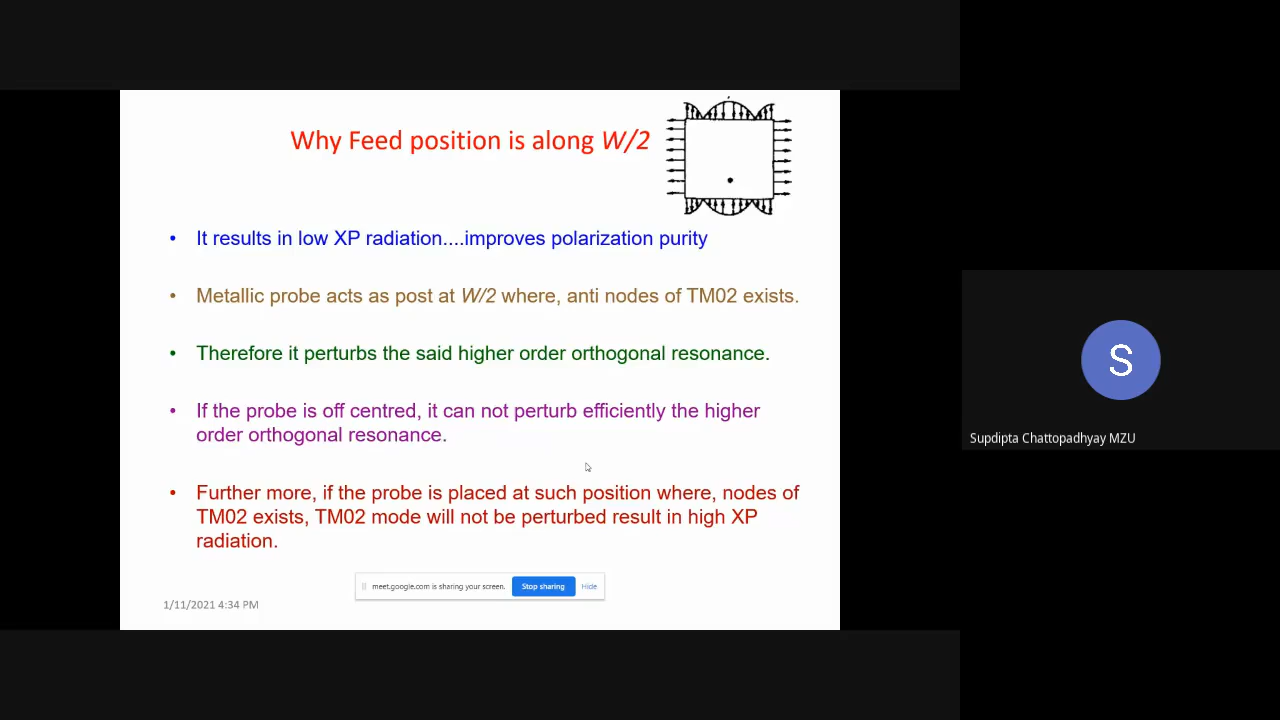 Why Feed position is along W/2
• It results in low XP radiation....improves polarization purity
• Metallic probe acts as post at W/2 where, anti nodes of TM02 exists.
• Therefore it perturbs the said higher order orthogonal resonance.
• If the probe is off centred, it can not perturb efficiently the higher
order orthogonal resonance.
• Further more, if the probe is placed at such position where, nodes of
TM02 exists, TM02 mode will not be perturbed result in high XP
radiation.
meet.google.com is sharing your screen. Stop sharing Hide
1/11/2021 4:34 PM
S
Supdipta Chattopadhyay MZU